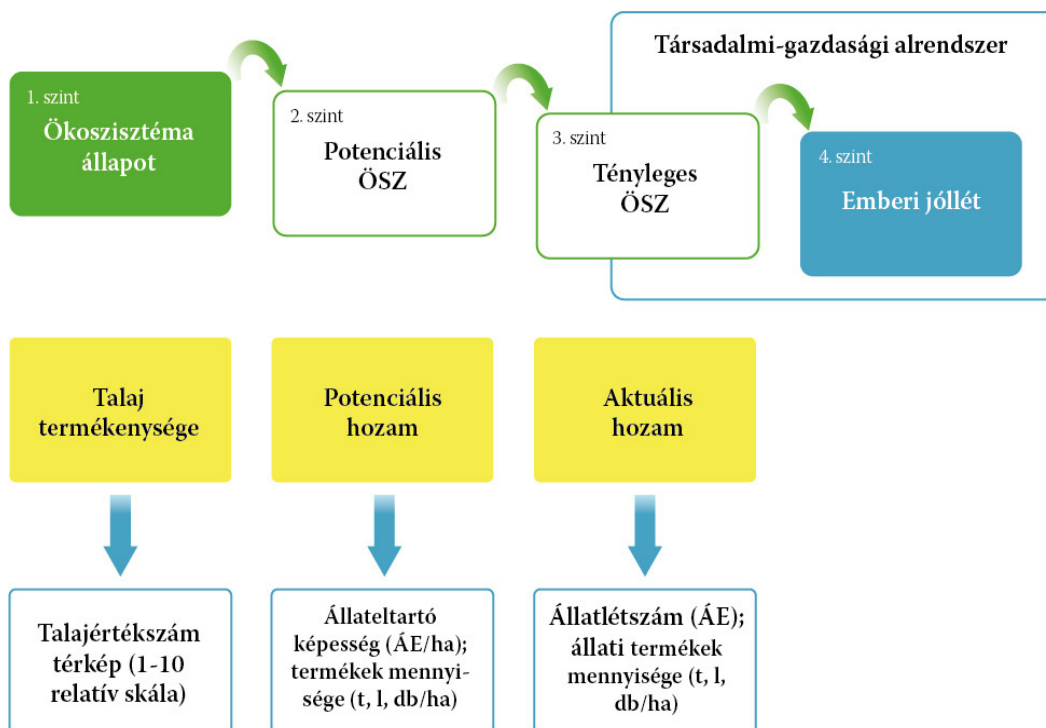 Társadalmi-gazdasági alrendszer
1. szint
Ökoszisztéma
állapot
2. szint
Potenciális
ÖSZ
3. szint
Tényleges
ÖSZ
4. szint
Emberi jóllét
Talaj
termékenysége
Potenciális
hozam
Aktuális
hozam
Talajértékszám
térkép (1-10
relatív skála)
Állateltartó
képesség (ÁE/ha);
termékek mennyi-
sége (t, l, db/ha)
Állatlétszám (ÁE);
állati termékek
mennyisége (t, l,
db/ha)